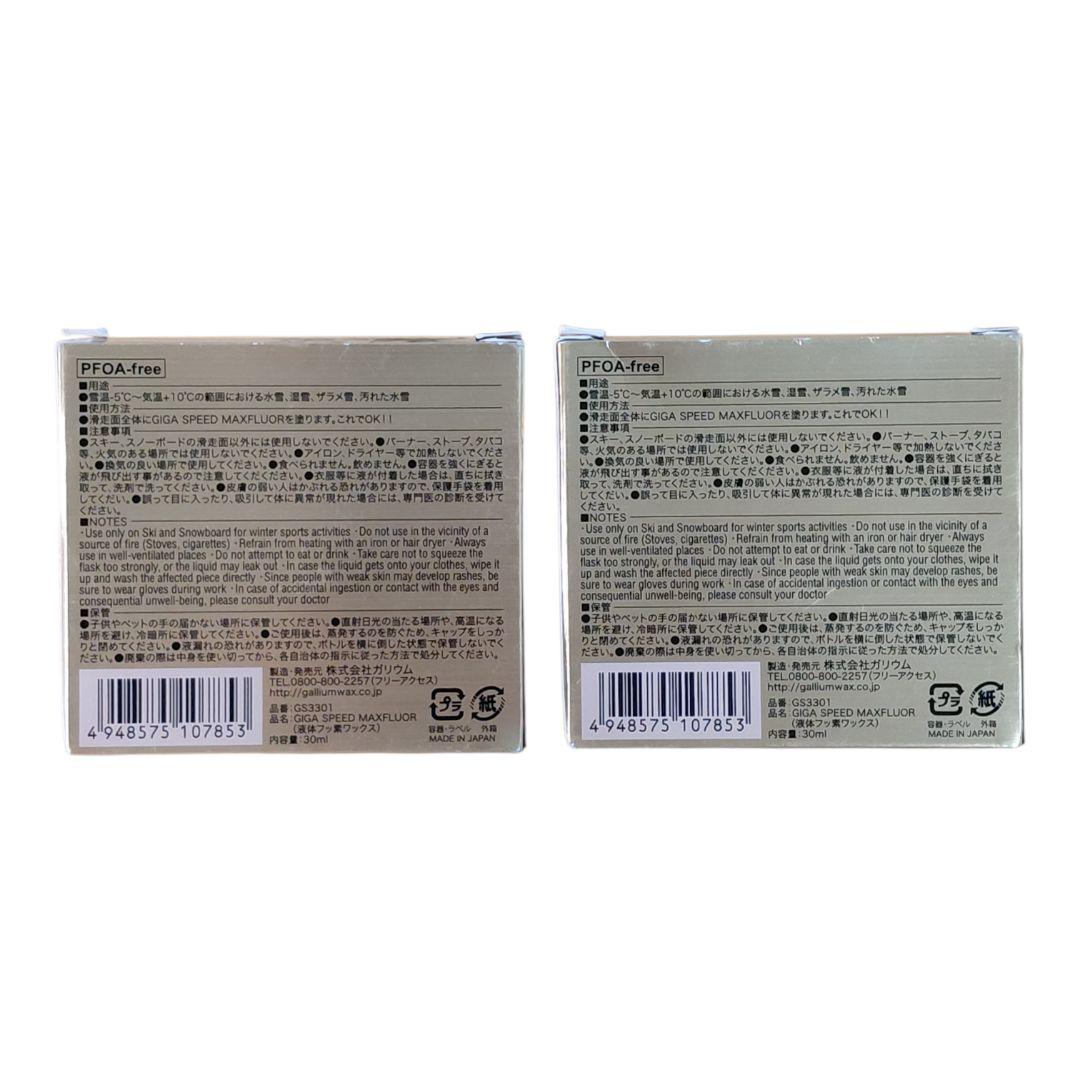 PFOA-free
■用途
●雪温-5℃〜気温+10℃の範囲における水雪、湿雪、ザラメ雪、汚れた水雪
■使用方法
●滑走面全体にGIGA SPEED MAXFLUORを塗ります。これでOK！！
■注意事項
●スキー、スノーボードの滑走面以外には使用しないでください。●バーナー、ストーブ、タバコ
等、火気のある場所では使用しないでください。●アイロン、ドライヤー等で加熱しないでくださ
い。●換気の良い場所で使用してください。●食べられません。飲めません。●容器を強くにぎると
液が飛び出す事があるので注意してくだください。●衣服等に液が付着した場合は、直ちに拭き
取って、洗剤で洗ってください。●皮膚の弱い人はかぶれる恐れがありますので、保護手袋を着用
してください。●誤って目に入ったり、吸引して体に異常が現れた場合には、専門医の診断を受けて
ください。
■NOTES
・Use only on Ski and Snowboard for winter sports activities ・Do not use in the vicinity of a
source of fire (Stoves, cigarettes) ・Refrain from heating with an iron or hair dryer ・Always
use in well-ventilated places ・Do not attempt to eat or drink ・Take care not to squeeze the
flask too strongly, or the liquid may leak out ・In case the liquid gets onto your clothes, wipe it
up and wash the affected piece directly ・Since people with weak skin may develop rashes, be
sure to wear gloves during work ・In case of accidental ingestion or contact with the eyes and
consequential unwell-being, please consult your doctor
■保管
●子供やペットの手の届かない場所に保管してください。●直射日光の当たる場所や、高温になる
場所を避け、冷暗所に保管してください。●ご使用後は、蒸発するのを防ぐため、キャップをしっか
りと閉めてください。●液漏れの恐れがありますので、ボトルを横に倒した状態で保管しないでく
ださい。●廃棄の際は中身を使い切ってから、各自治体の指示に従った方法で処分してください。
製造・発売元 株式会社ガリウム
TEL.0800-800-2257（フリーアクセス）
http://galliumwax.co.jp
品番：GS3301
品名：GIGA SPEED MAXFLUOR
（液体フッ素ワックス）
内容量：30ml
4 948575 107853
プラ
紙
容器・ラベル 外箱
MADE IN JAPAN
PFOA-free
■用途
●雪温-5℃〜気温+10℃の範囲における水雪、湿雪、ザラメ雪、汚れた水雪
■使用方法
●滑走面全体にGIGA SPEED MAXFLUORを塗ります。これでOK！！
■注意事項
●スキー、スノーボードの滑走面以外には使用しないでください。●バーナー、ストーブ、タバコ
等、火気のある場所では使用しないでください。●アイロン、ドライヤー等で加熱しないでくださ
い。●換気の良い場所で使用してください。●食べられません。飲めません。●容器を強くにぎると
液が飛び出す事があるので注意してくだください。●衣服等に液が付着した場合は、直ちに拭き
取って、洗剤で洗ってください。●皮膚の弱い人はかぶれる恐れがありますので、保護手袋を着用
してください。●誤って目に入ったり、吸引して体に異常が現れた場合には、専門医の診断を受けて
ください。
■NOTES
・Use only on Ski and Snowboard for winter sports activities ・Do not use in the vicinity of a
source of fire (Stoves, cigarettes) ・Refrain from heating with an iron or hair dryer ・Always
use in well-ventilated places ・Do not attempt to eat or drink ・Take care not to squeeze the
flask too strongly, or the liquid may leak out ・In case the liquid gets onto your clothes, wipe it
up and wash the affected piece directly ・Since people with weak skin may develop rashes, be
sure to wear gloves during work ・In case of accidental ingestion or contact with the eyes and
consequential unwell-being, please consult your doctor
■保管
●子供やペットの手の届かない場所に保管してください。●直射日光の当たる場所や、高温になる
場所を避け、冷暗所に保管してください。●ご使用後は、蒸発するのを防ぐため、キャップをしっか
りと閉めてください。●液漏れの恐れがありますので、ボトルを横に倒した状態で保管しないでく
ださい。●廃棄の際は中身を使い切ってから、各自治体の指示に従った方法で処分してください。
製造・発売元 株式会社ガリウム
TEL.0800-800-2257（フリーアクセス）
http://galliumwax.co.jp
品番：GS3301
品名：GIGA SPEED MAXFLUOR
（液体フッ素ワックス）
内容量：30ml
4 948575 107853
プラ
紙
容器・ラベル 外箱
MADE IN JAPAN